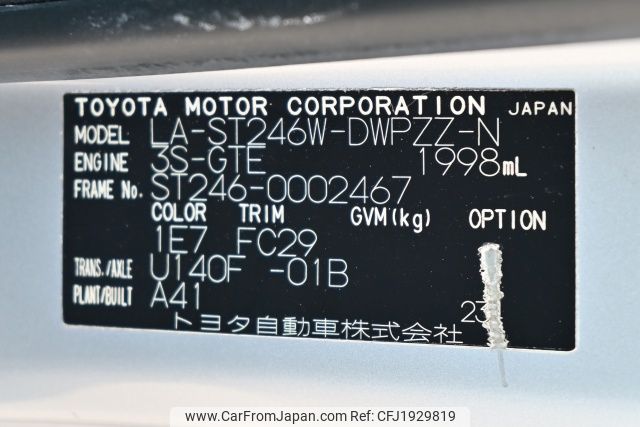 TOYOTA MOTOR CORPORATION JAPAN
MODEL LA-ST246W-DWPZZ-N
ENGINE 3S-GTE 1998mL
FRAME No. ST246-0002467
COLOR TRIM GVM(kg) OPTION
1E7 FC29
TRANS./AXLE U140F -01B
PLANT/BUILT A41
23
トヨタ自動車株式会社
www.CarFromJapan.com | REF CFJ1929819